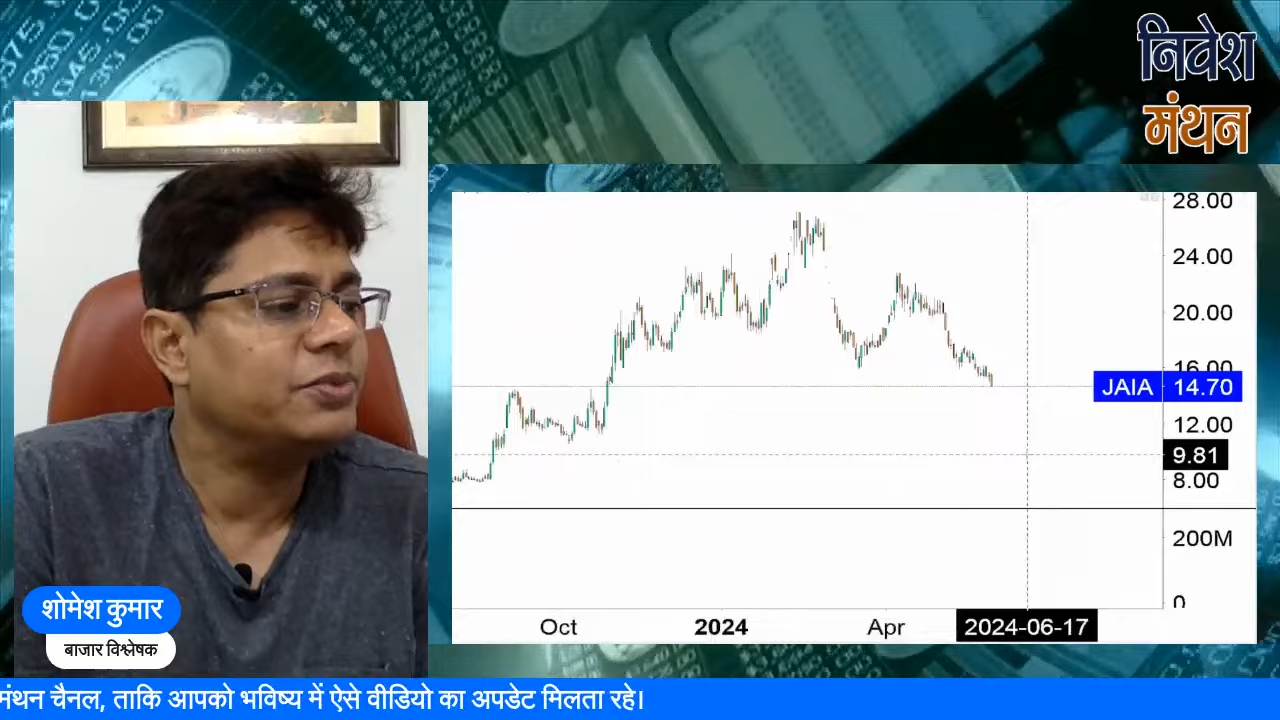 निवेश
मंथन
28.00
24.00
20.00
16.00
JAIA 14.70
12.00
9.81
8.00
200M
0
Oct 2024 Apr 2024-06-17
शोमेश कुमार
बाजार विश्लेषक
मंथन चैनल, ताकि आपको भविष्य में ऐसे वीडियो का अपडेट मिलता रहे।